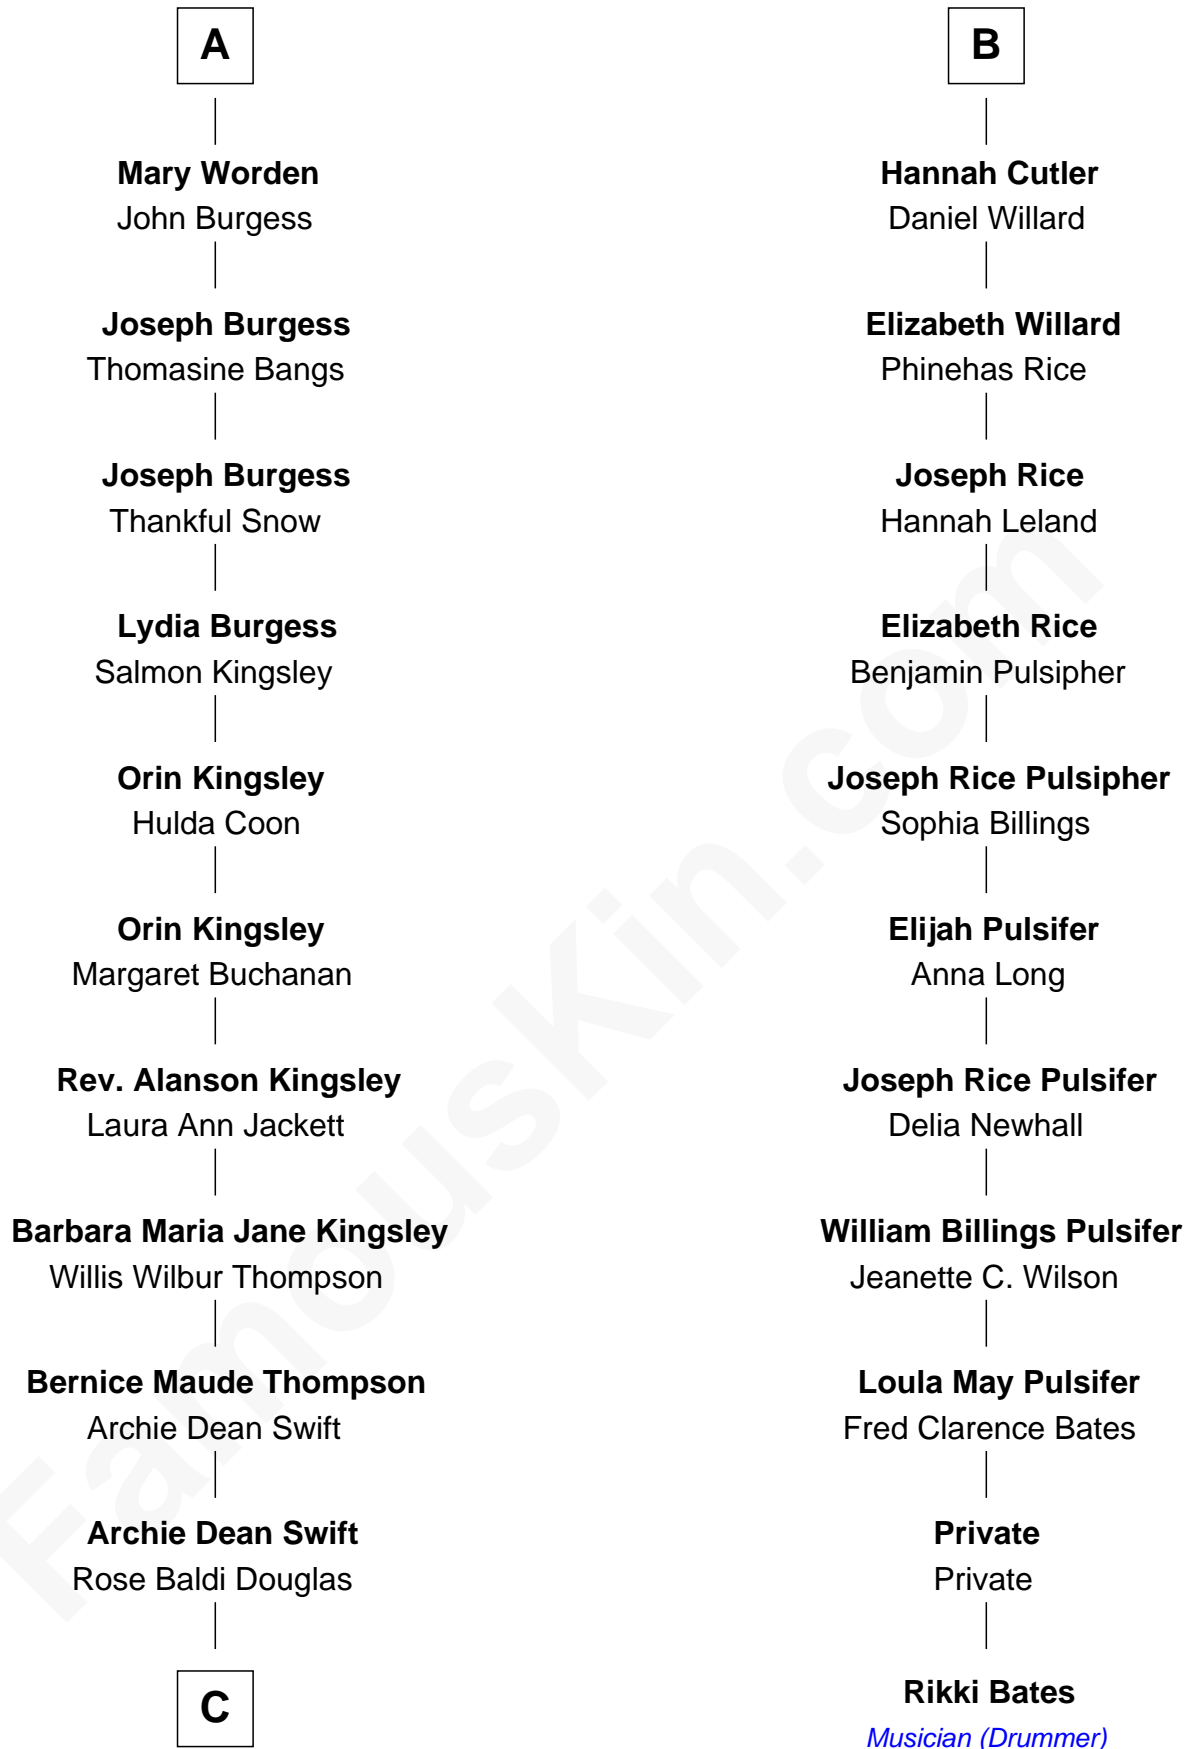 A
Mary Worden
John Burgess
Joseph Burgess
Thomasine Bangs
Joseph Burgess
Thankful Snow
Lydia Burgess
Salmon Kingsley
Orin Kingsley
Hulda Coon
Orin Kingsley
Margaret Buchanan
Rev. Alanson Kingsley
Laura Ann Jackett
Barbara Maria Jane Kingsley
Willis Wilbur Thompson
Bernice Maude Thompson
Archie Dean Swift
Archie Dean Swift
Rose Baldi Douglas
C
B
Hannah Cutler
Daniel Willard
Elizabeth Willard
Phinehas Rice
Joseph Rice
Hannah Leland
Elizabeth Rice
Benjamin Pulsipher
Joseph Rice Pulsipher
Sophia Billings
Elijah Pulsifer
Anna Long
Joseph Rice Pulsifer
Delia Newhall
William Billings Pulsifer
Jeanette C. Wilson
Loula May Pulsifer
Fred Clarence Bates
Private
Private
Rikki Bates
Musician (Drummer)
FamousKin.com